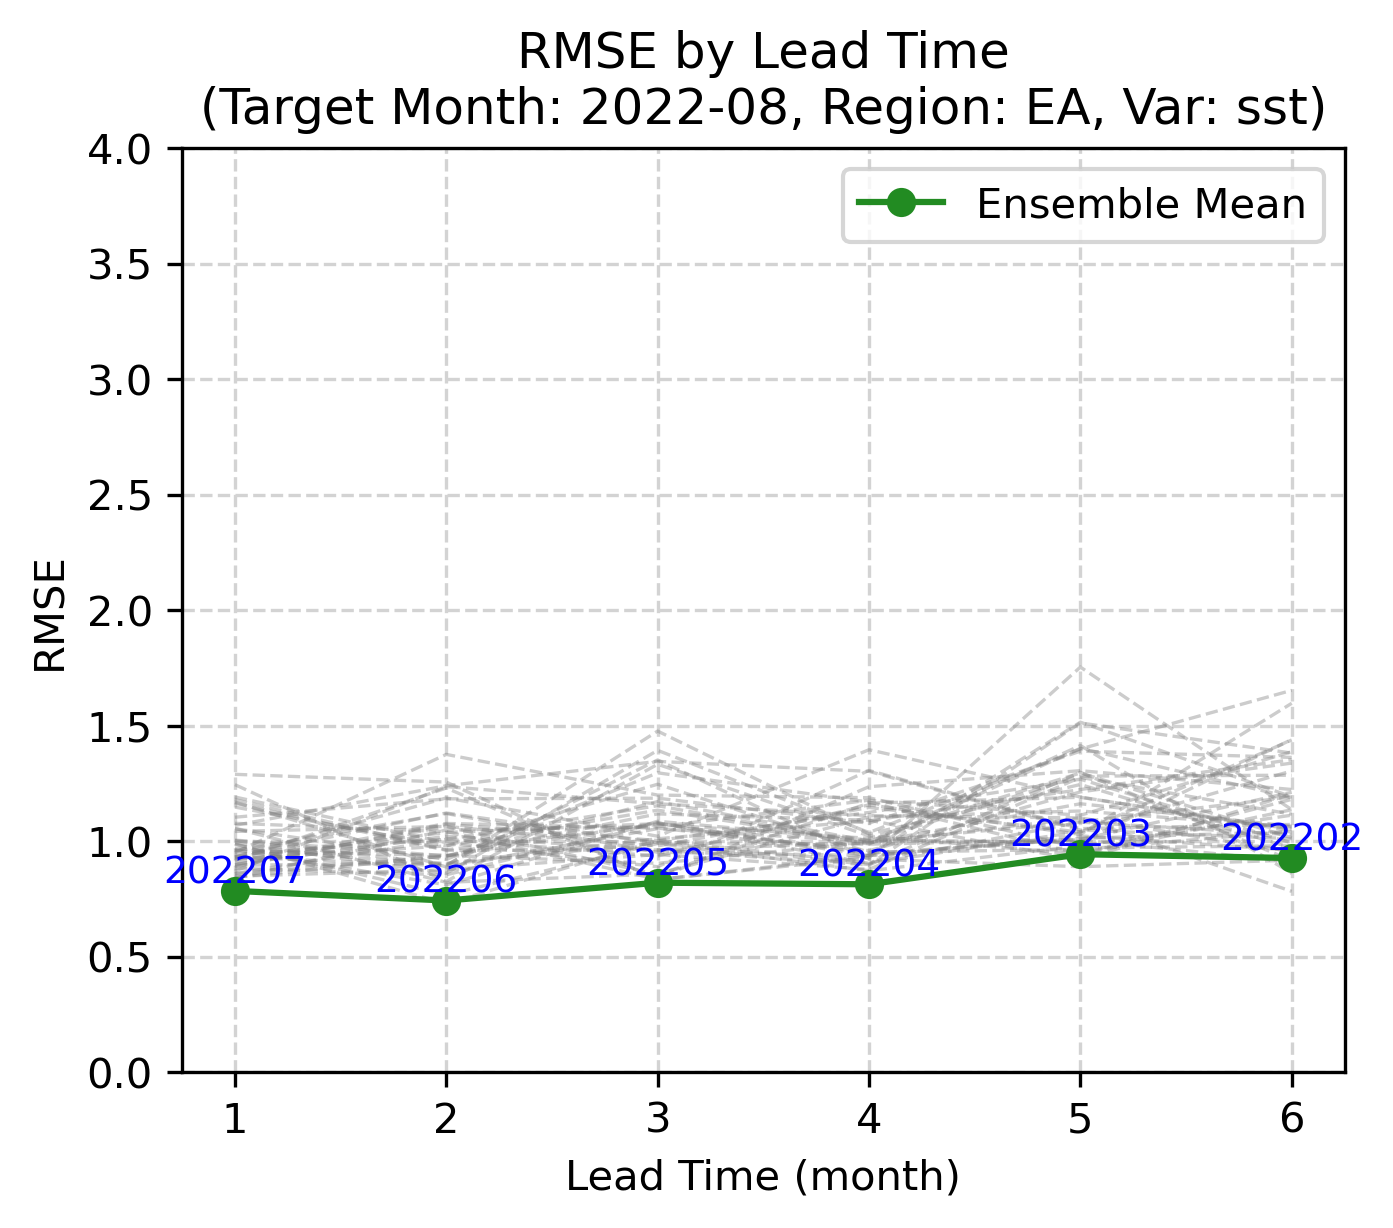 RMSE by Lead Time
(Target Month: 2022-08, Region: EA, Var: sst)
Ensemble Mean
RMSE
4.0
3.5
3.0
2.5
2.0
1.5
1.0
0.5
0.0
202207
202206
202205
202204
202203
202202
1 2 3 4 5 6
Lead Time (month)